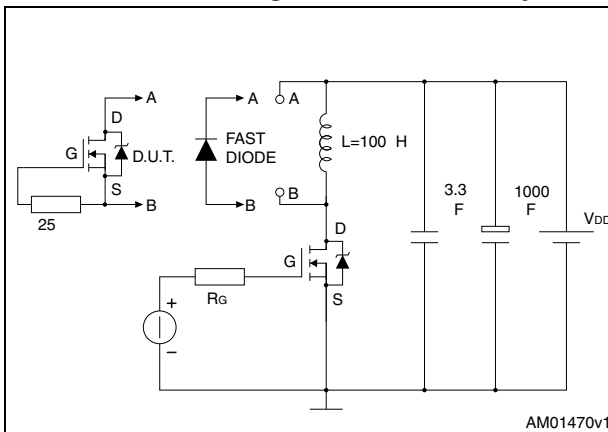 A
D
G
D.U.T.
S
B
25
A
FAST
DIODE
B
A
L=100 H
B
D
G
S
RG
+
–
3.3
F
1000
F
VDD
AM01470v1